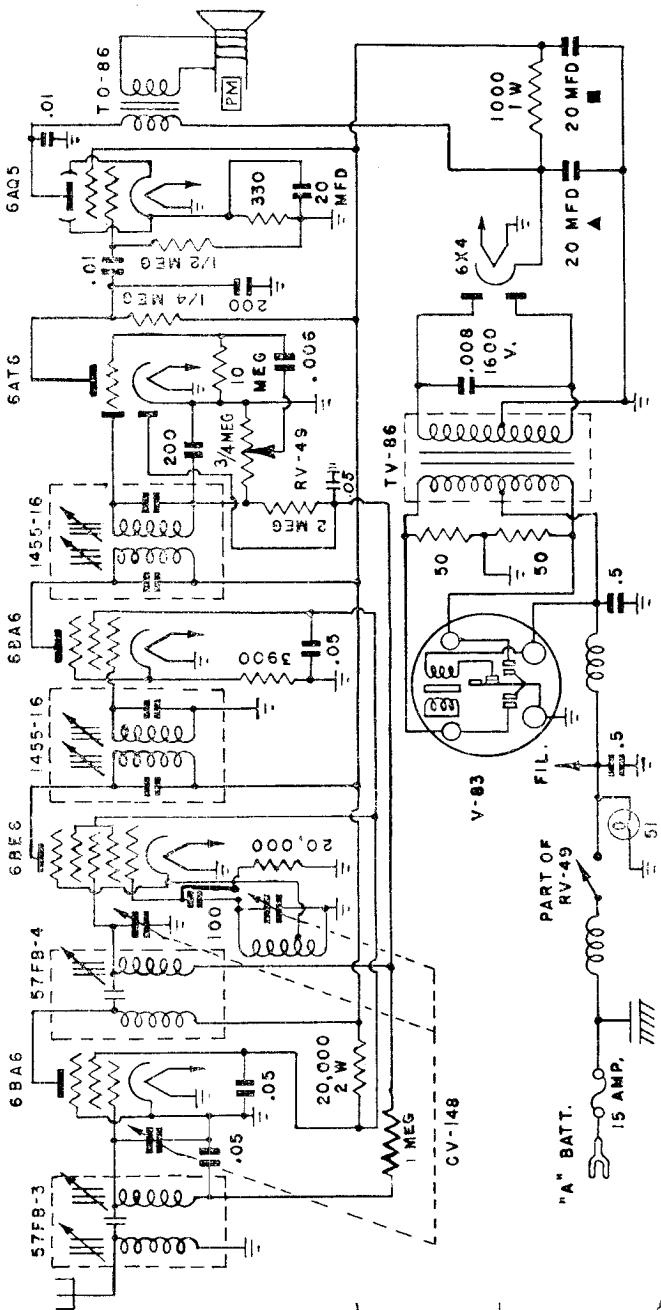 57FB-3
6BA6
57FB-4
6BE6
1455-16
6BA6
1455-16
6AT6
6AQ5
.01
TO-86
PM
.05
.05
100
20,000
3900
.05
200
10
MEG
3/4 MEG
RV-49
.006
2 MEG
.05
.01
1/4 MEG
200
1/2 MEG
330
20
MFD
20,000
2 W
1 MEG
CV-148
"A" BATT.
15 AMP.
PART OF
RV-49
51
FIL.
.5
.5
V-83
50
50
TV-86
.008
1600
V.
6X4
1000
1 W
20 MFD
20 MFD